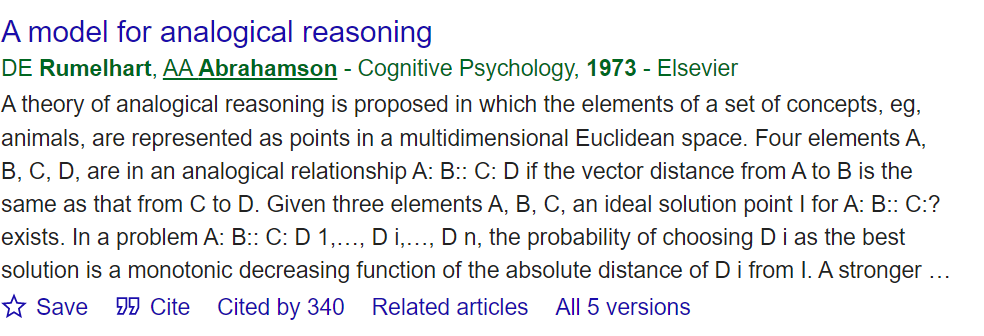 A model for analogical reasoning
DE Rumelhart, AA Abrahamson - Cognitive Psychology, 1973 - Elsevier
A theory of analogical reasoning is proposed in which the elements of a set of concepts, eg,
animals, are represented as points in a multidimensional Euclidean space. Four elements A,
B, C, D, are in an analogical relationship A: B:: C: D if the vector distance from A to B is the
same as that from C to D. Given three elements A, B, C, an ideal solution point I for A: B:: C:?
exists. In a problem A: B:: C: D 1,…, D i,…, D n, the probability of choosing D i as the best
solution is a monotonic decreasing function of the absolute distance of D i from I. A stronger …
Save Cite Cited by 340 Related articles All 5 versions